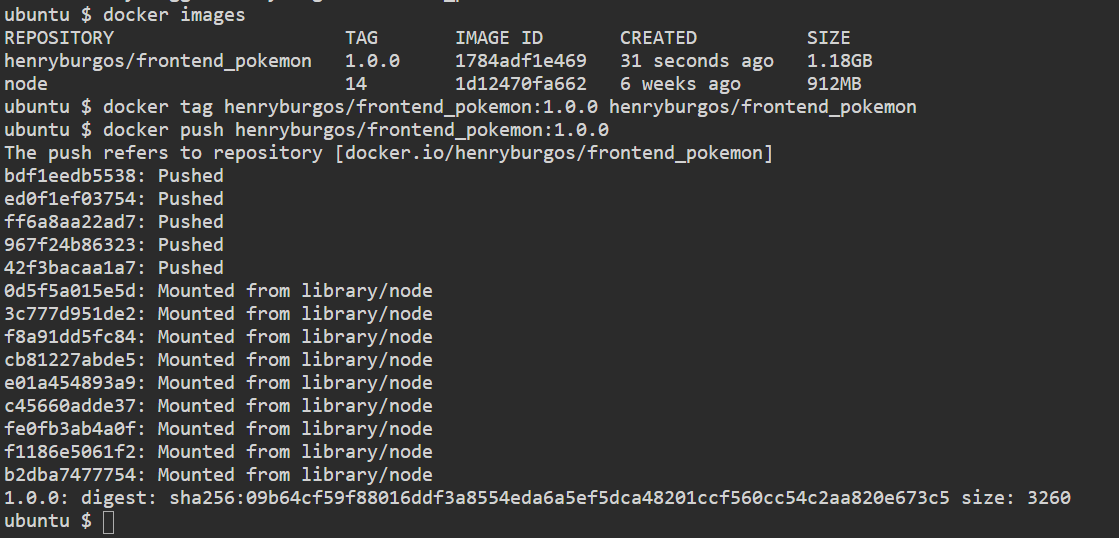 ubuntu $ docker images
REPOSITORY TAG IMAGE ID CREATED SIZE
henryburgos/frontend_pokemon 1.0.0 1784adf1e469 31 seconds ago 1.18GB
node 14 1d12470fa662 6 weeks ago 912MB
ubuntu $ docker tag henryburgos/frontend_pokemon:1.0.0 henryburgos/frontend_pokemon
ubuntu $ docker push henryburgos/frontend_pokemon:1.0.0
The push refers to repository [docker.io/henryburgos/frontend_pokemon]
bdf1eedb5538: Pushed
ed0f1ef03754: Pushed
ff6a8aa22ad7: Pushed
967f24b86323: Pushed
42f3bacaa1a7: Pushed
0d5f5a015e5d: Mounted from library/node
3c777d951de2: Mounted from library/node
f8a91dd5fc84: Mounted from library/node
cb81227abde5: Mounted from library/node
e01a454893a9: Mounted from library/node
c45660adde37: Mounted from library/node
fe0fb3ab4a0f: Mounted from library/node
f1186e5061f2: Mounted from library/node
b2dba7477754: Mounted from library/node
1.0.0: digest: sha256:09b64cf59f88016ddf3a8554eda6a5ef5dca48201ccf560cc54c2aa820e673c5 size: 3260
ubuntu $